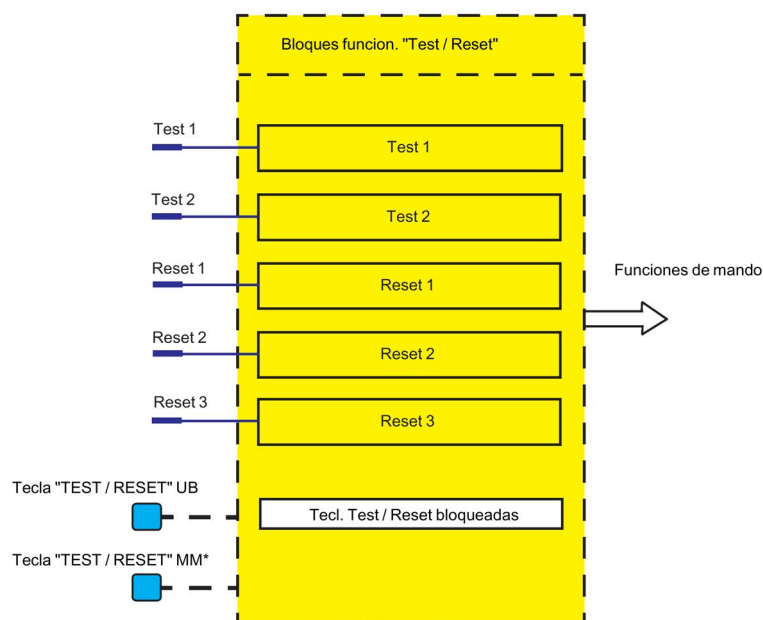 Bloques funcion. "Test / Reset"
Test 1
Test 1
Test 2
Test 2
Reset 1
Reset 1
Funciones de mando
Reset 2
Reset 2
Reset 3
Reset 3
Tecla "TEST / RESET" UB
Tecl. Test / Reset bloqueadas
Tecla "TEST / RESET" MM*